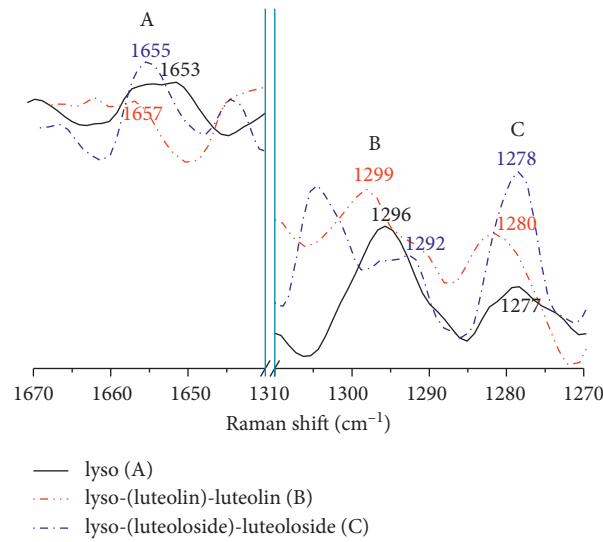 A
1655
1653
1657
B
C
1278
1299
1280
1296
1292
1277
1670 1660 1650 1310 1300 1290 1280 1270
Raman shift (cm⁻¹)
lyso (A)
lyso-(luteolin)-luteolin (B)
lyso-(luteoloside)-luteoloside (C)